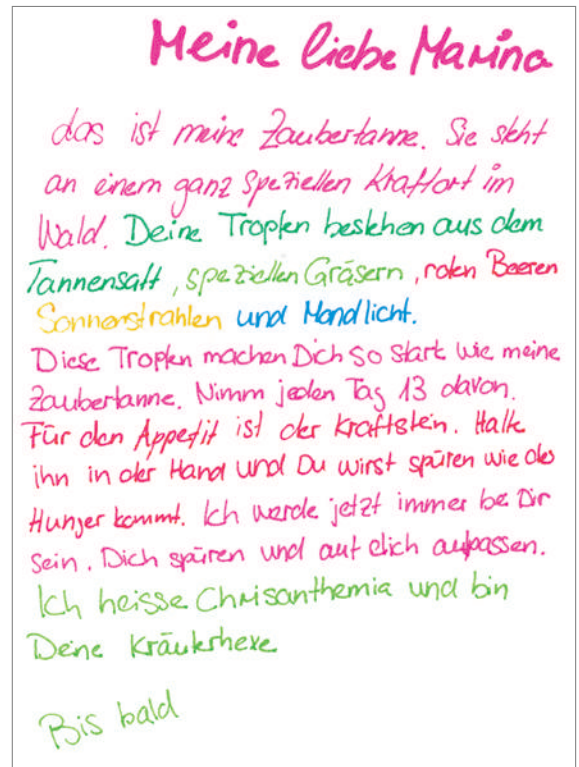 Meine liebe Marina
das ist meine Zaubertanne. Sie steht
an einem ganz speziellen Kraftort im
Wald. Deine Tropfen bestehen aus dem
Tannensaft, speziellen Gräsern, roten Beeren
Sonnenstrahlen und Mondlicht.
Diese Tropfen machen Dich so stark wie meine
Zaubertanne. Nimm jeden Tag 13 davon.
Für den Appetit ist der Kraftstein. Halte
ihn in der Hand und Du wirst spüren wie der
Hunger kommt. Ich werde jetzt immer be Dir
sein. Dich spüren und auf dich aufpassen.
Ich heisse Chrisanthemia und bin
Deine Kräuterhexe
Bis bald